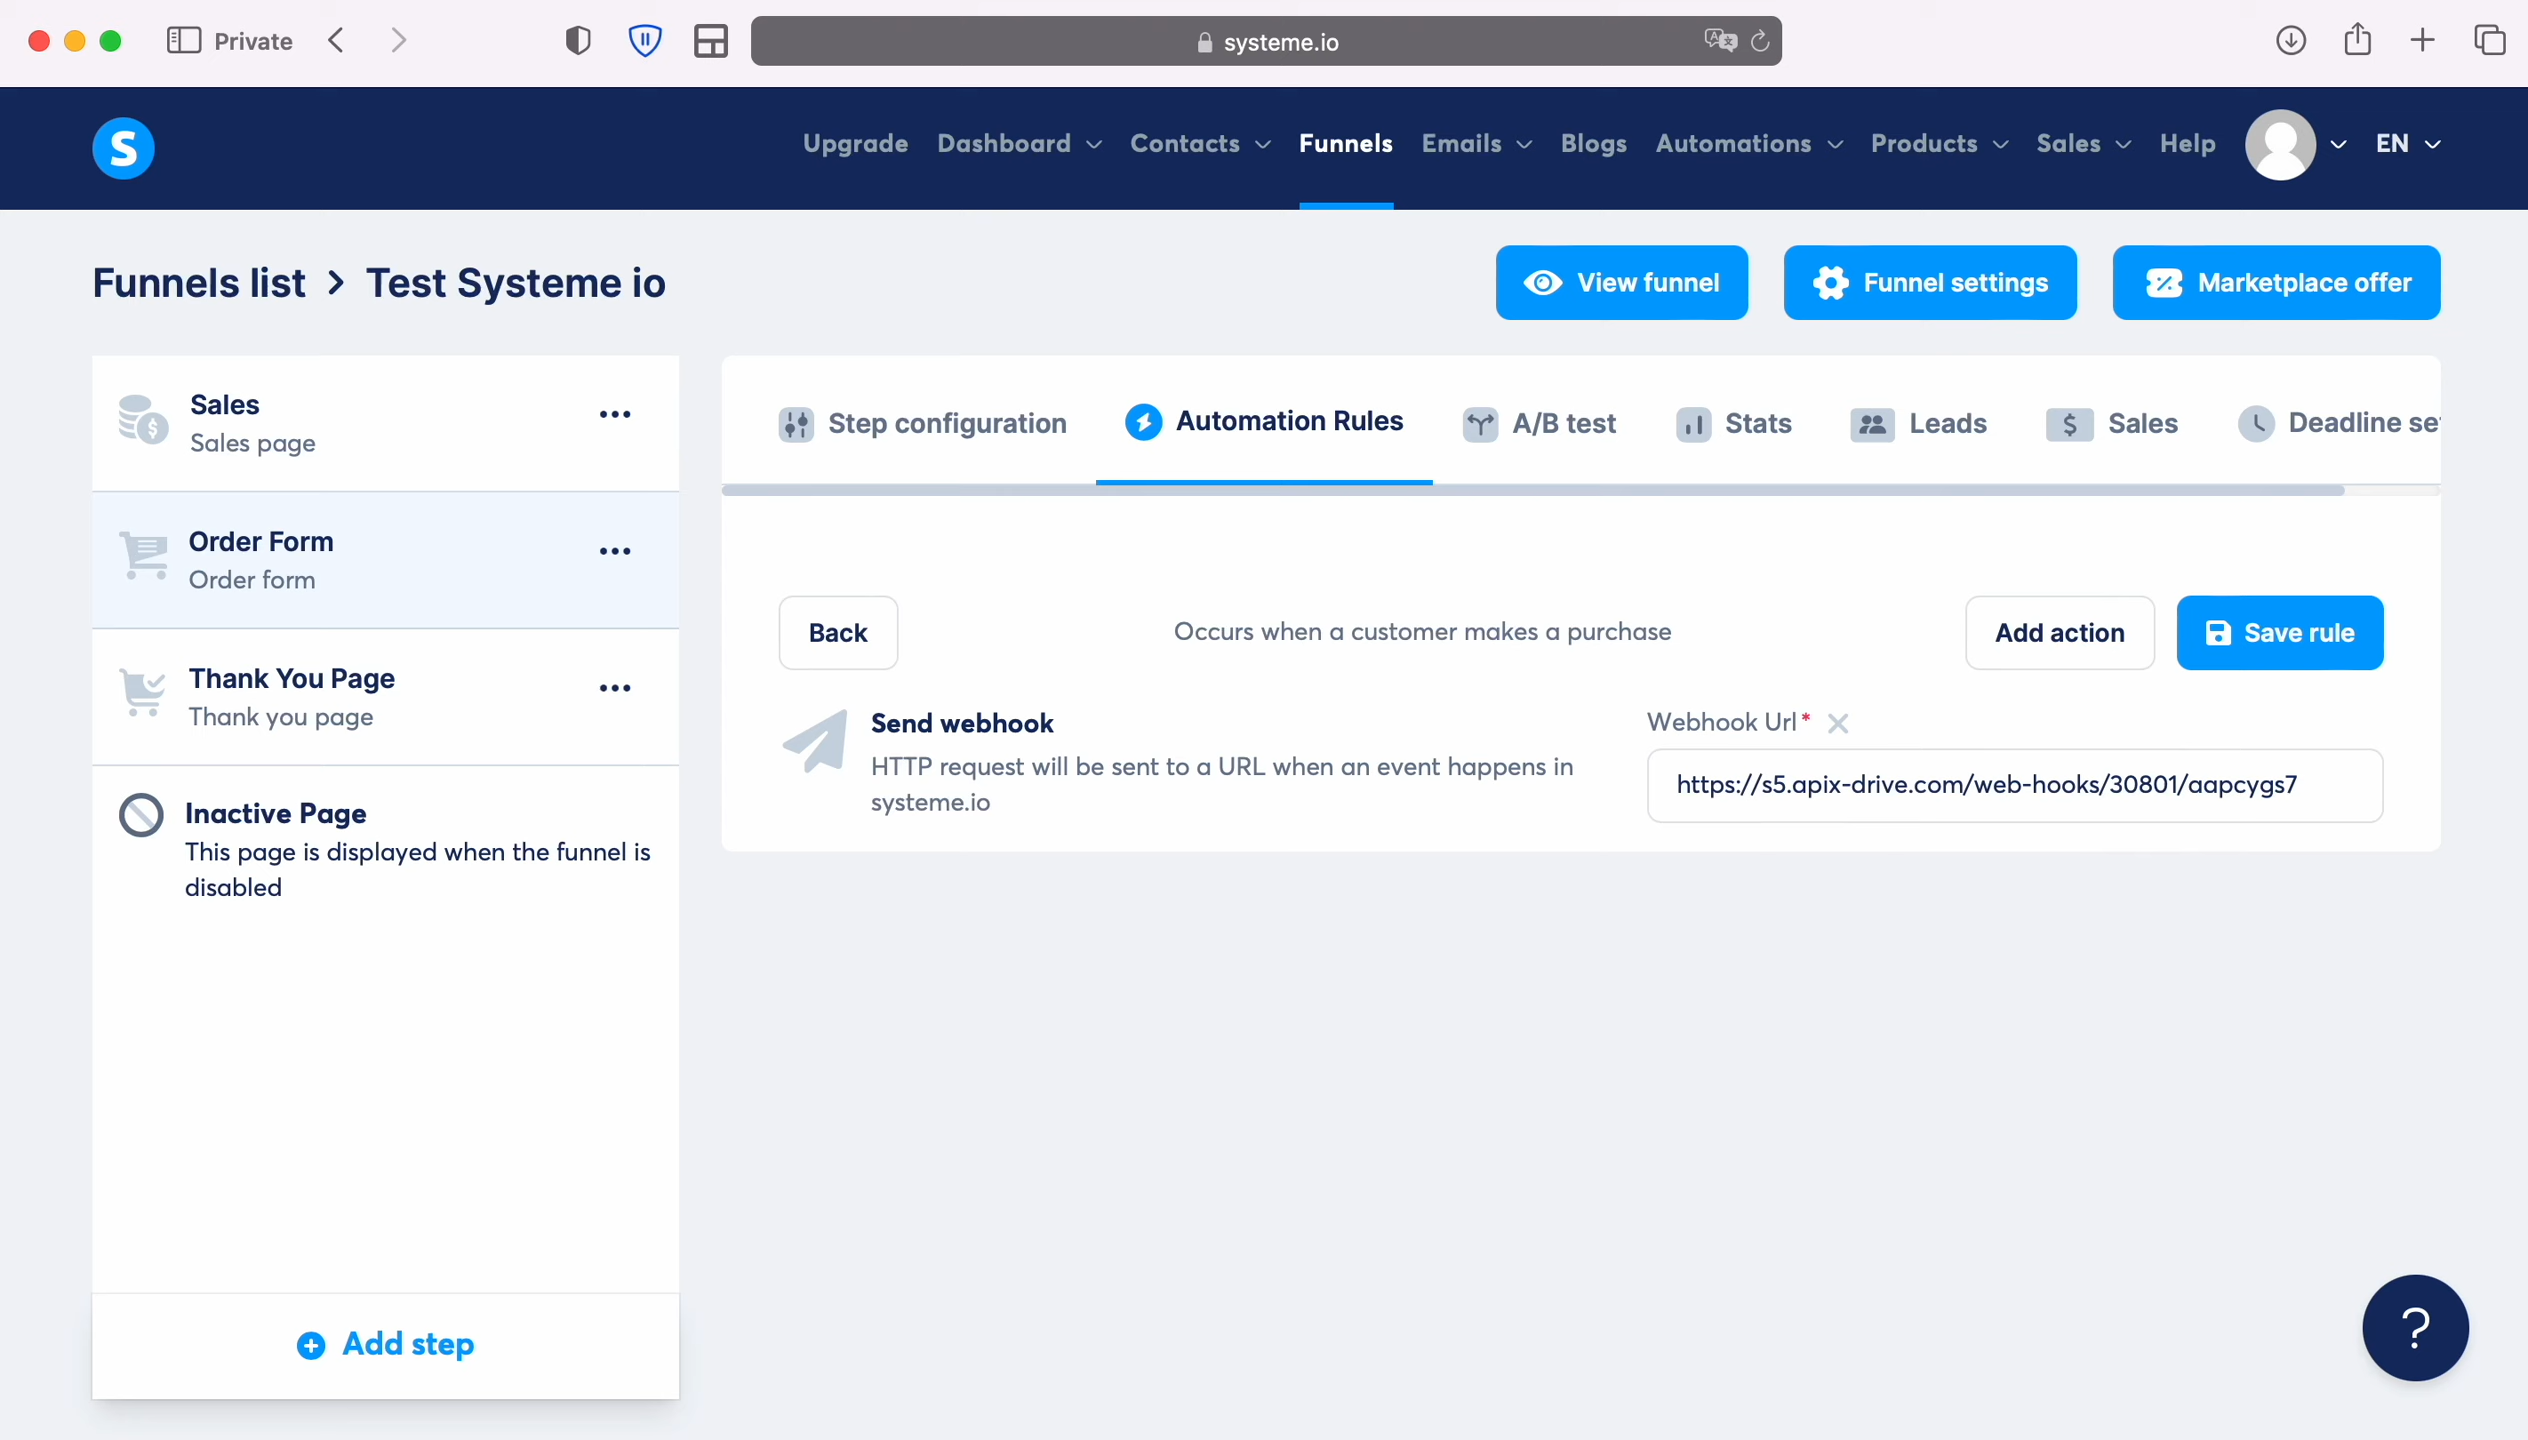 Private
systeme.io
S
Upgrade Dashboard Contacts Funnels Emails Blogs Automations Products Sales Help EN
Funnels list > Test Systeme io
View funnel
Funnel settings
Marketplace offer
Sales
Sales page
Order Form
Order form
Thank You Page
Thank you page
Inactive Page
This page is displayed when the funnel is
disabled
Add step
Step configuration
Automation Rules
A/B test
Stats
Leads
Sales
Deadline set
Back
Occurs when a customer makes a purchase
Add action
Save rule
Send webhook
HTTP request will be sent to a URL when an event happens in
systeme.io
Webhook Url*
https://s5.apix-drive.com/web-hooks/30801/aapcygs7
?